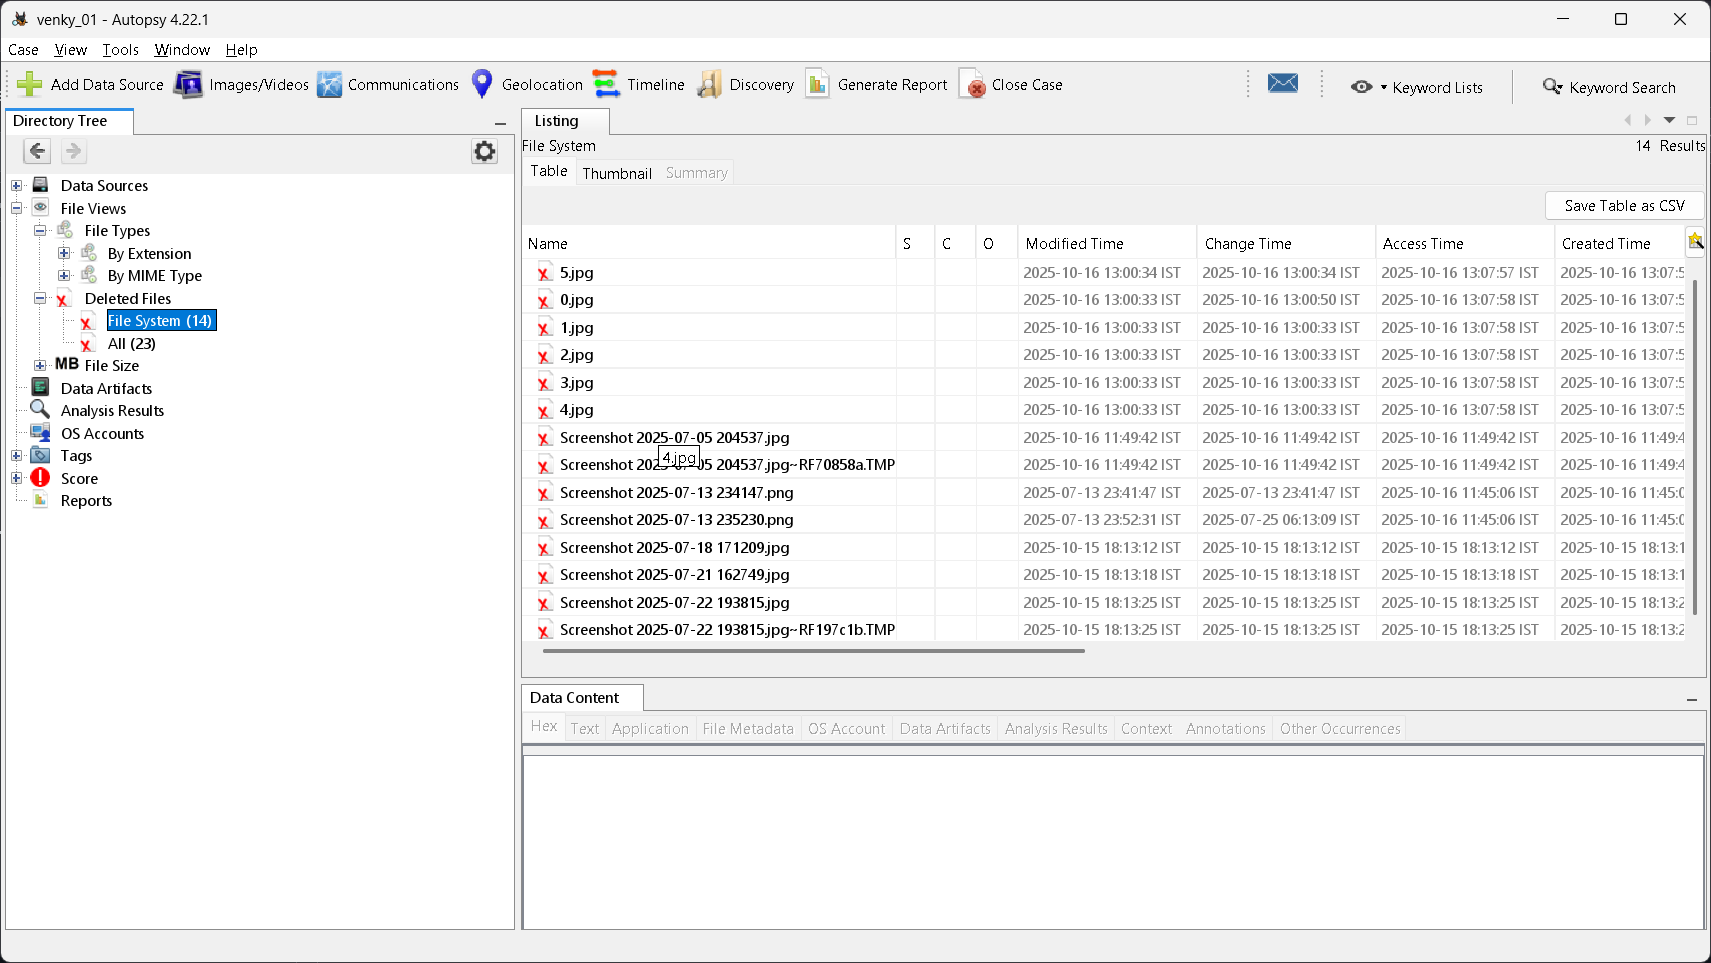 venky_01 - Autopsy 4.22.1
Case View Tools Window Help
Add Data Source Images/Videos Communications Geolocation Timeline Discovery Generate Report Close Case Keyword Lists Keyword Search
Directory Tree
Data Sources
File Views
File Types
By Extension
By MIME Type
Deleted Files
File System (14)
All (23)
MB File Size
Data Artifacts
Analysis Results
OS Accounts
Tags
Score
Reports
Listing
File System 14 Results
Table Thumbnail Summary
Save Table as CSV
Name S C O Modified Time Change Time Access Time Created Time
5.jpg 2025-10-16 13:00:34 IST 2025-10-16 13:00:34 IST 2025-10-16 13:07:57 IST 2025-10-16 13:07:5
0.jpg 2025-10-16 13:00:33 IST 2025-10-16 13:00:50 IST 2025-10-16 13:07:58 IST 2025-10-16 13:07:5
1.jpg 2025-10-16 13:00:33 IST 2025-10-16 13:00:33 IST 2025-10-16 13:07:58 IST 2025-10-16 13:07:5
2.jpg 2025-10-16 13:00:33 IST 2025-10-16 13:00:33 IST 2025-10-16 13:07:58 IST 2025-10-16 13:07:5
3.jpg 2025-10-16 13:00:33 IST 2025-10-16 13:00:33 IST 2025-10-16 13:07:58 IST 2025-10-16 13:07:5
4.jpg 2025-10-16 13:00:33 IST 2025-10-16 13:00:33 IST 2025-10-16 13:07:58 IST 2025-10-16 13:07:5
Screenshot 2025-07-05 204537.jpg 2025-10-16 11:49:42 IST 2025-10-16 11:49:42 IST 2025-10-16 11:49:42 IST 2025-10-16 11:49:4
4.jpg
Screenshot 2025-07-05 204537.jpg~RF70858a.TMP 2025-10-16 11:49:42 IST 2025-10-16 11:49:42 IST 2025-10-16 11:49:42 IST 2025-10-16 11:49:4
Screenshot 2025-07-13 234147.png 2025-07-13 23:41:47 IST 2025-07-13 23:41:47 IST 2025-10-16 11:45:06 IST 2025-10-16 11:45:0
Screenshot 2025-07-13 235230.png 2025-07-13 23:52:31 IST 2025-07-25 06:13:09 IST 2025-10-16 11:45:06 IST 2025-10-16 11:45:0
Screenshot 2025-07-18 171209.jpg 2025-10-15 18:13:12 IST 2025-10-15 18:13:12 IST 2025-10-15 18:13:12 IST 2025-10-15 18:13:1
Screenshot 2025-07-21 162749.jpg 2025-10-15 18:13:18 IST 2025-10-15 18:13:18 IST 2025-10-15 18:13:18 IST 2025-10-15 18:13:1
Screenshot 2025-07-22 193815.jpg 2025-10-15 18:13:25 IST 2025-10-15 18:13:25 IST 2025-10-15 18:13:25 IST 2025-10-15 18:13:2
Screenshot 2025-07-22 193815.jpg~RF197c1b.TMP 2025-10-15 18:13:25 IST 2025-10-15 18:13:25 IST 2025-10-15 18:13:25 IST 2025-10-15 18:13:2
Data Content
Hex Text Application File Metadata OS Account Data Artifacts Analysis Results Context Annotations Other Occurrences